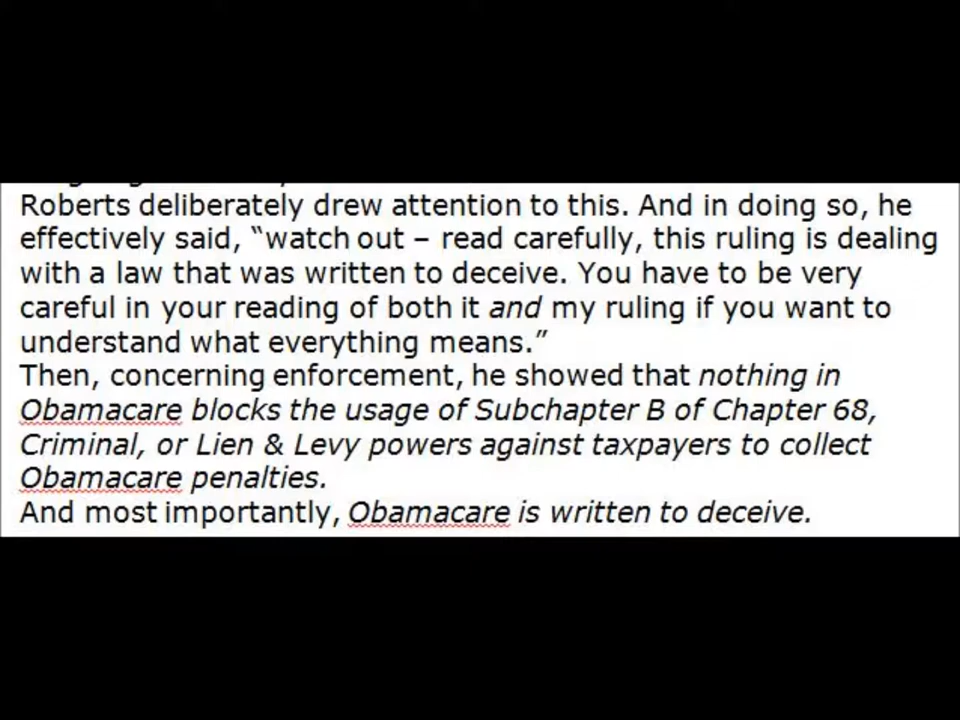 Roberts deliberately drew attention to this. And in doing so, he
effectively said, “watch out – read carefully, this ruling is dealing
with a law that was written to deceive. You have to be very
careful in your reading of both it and my ruling if you want to
understand what everything means.”
Then, concerning enforcement, he showed that nothing in
Obamacare blocks the usage of Subchapter B of Chapter 68,
Criminal, or Lien & Levy powers against taxpayers to collect
Obamacare penalties.
And most importantly, Obamacare is written to deceive.